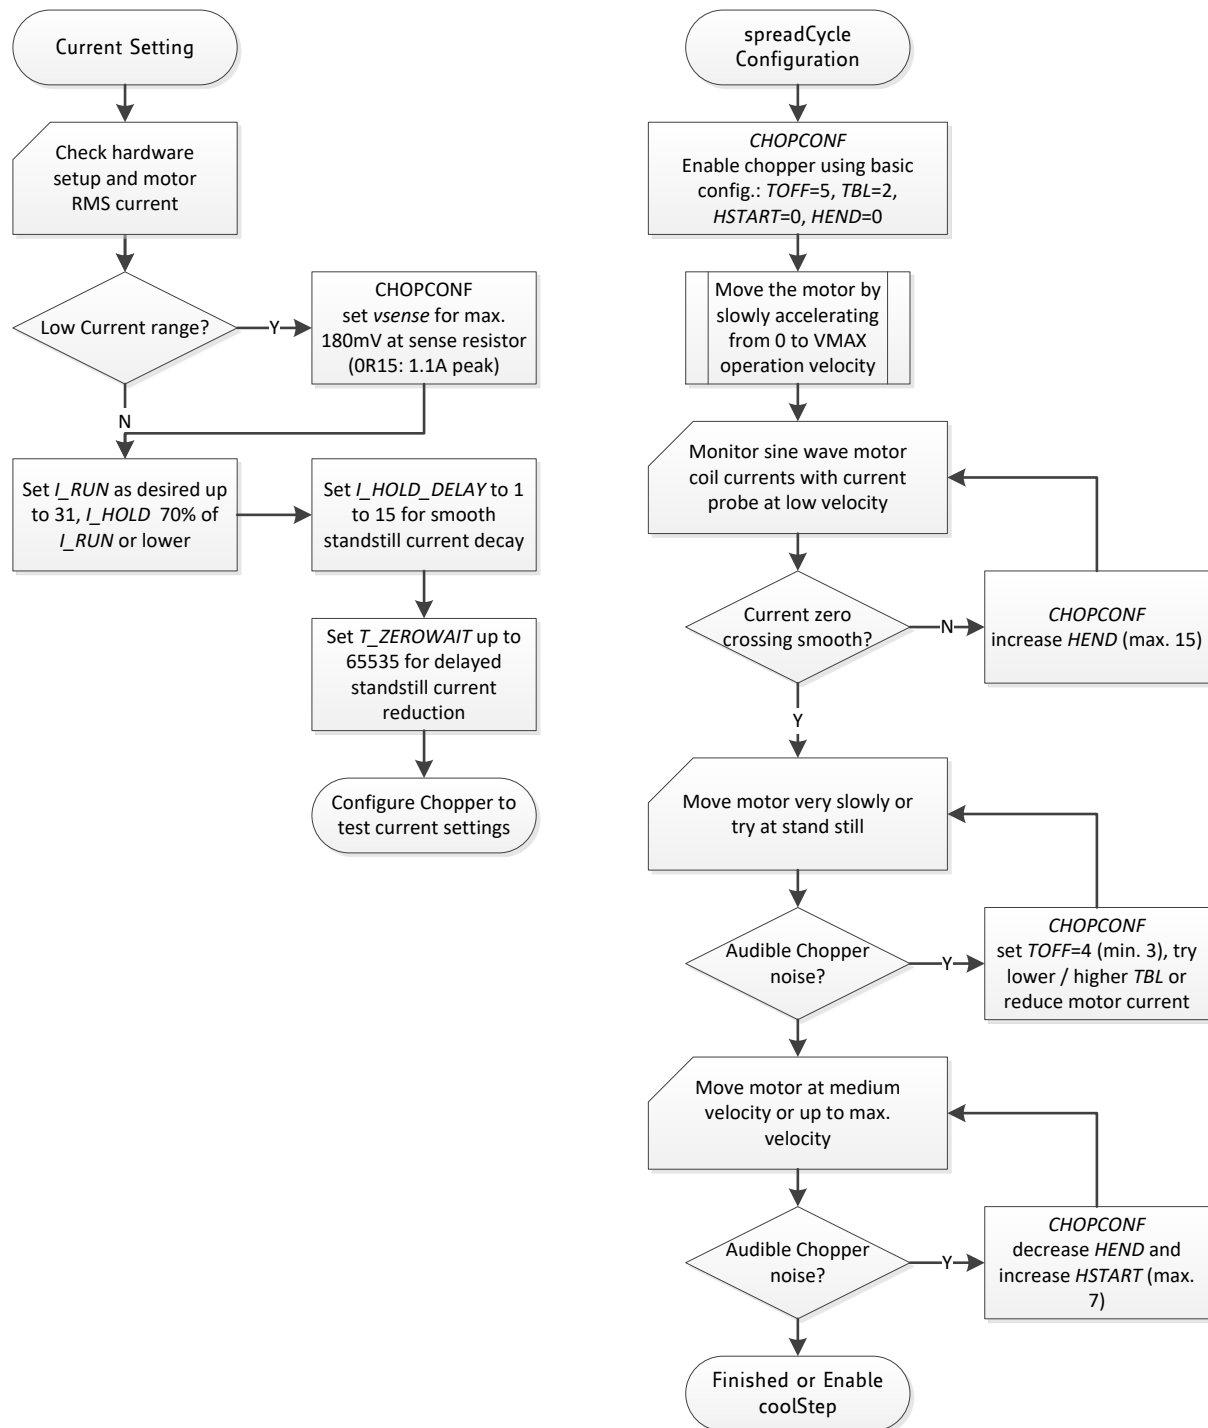 Current Setting
Check hardware
setup and motor
RMS current
Low Current range?
Y
CHOPCONF
set vsense for max.
180mV at sense resistor
(0R15: 1.1A peak)
N
Set I_RUN as desired up
to 31, I_HOLD 70% of
I_RUN or lower
Set I_HOLD_DELAY to 1
to 15 for smooth
standstill current decay
Set T_ZEROWAIT up to
65535 for delayed
standstill current
reduction
Configure Chopper to
test current settings
spreadCycle
Configuration
CHOPCONF
Enable chopper using basic
config.: TOFF=5, TBL=2,
HSTART=0, HEND=0
Move the motor by
slowly accelerating
from 0 to VMAX
operation velocity
Monitor sine wave motor
coil currents with current
probe at low velocity
Current zero
crossing smooth?
N
CHOPCONF
increase HEND (max. 15)
Y
Move motor very slowly or
try at stand still
Audible Chopper
noise?
Y
CHOPCONF
set TOFF=4 (min. 3), try
lower / higher TBL or
reduce motor current
Move motor at medium
velocity or up to max.
velocity
Audible Chopper
noise?
Y
CHOPCONF
decrease HEND and
increase HSTART (max.
7)
Finished or Enable
coolStep